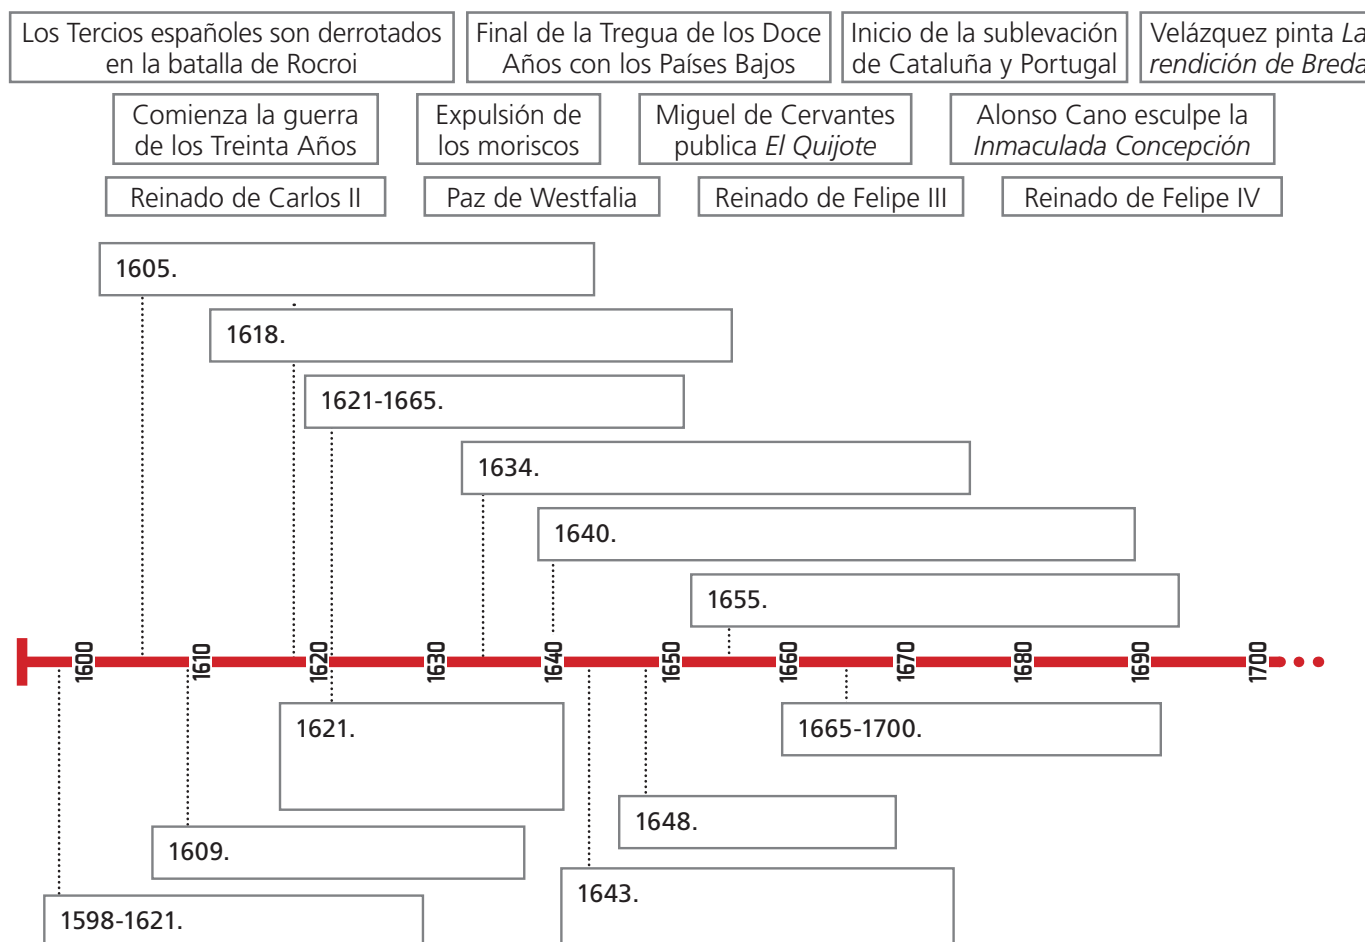 Los Tercios españoles son derrotados
en la batalla de Rocroi
Final de la Tregua de los Doce
Años con los Países Bajos
Inicio de la sublevación
de Cataluña y Portugal
Velázquez pinta La
rendición de Breda
Comienza la guerra
de los Treinta Años
Expulsión de
los moriscos
Miguel de Cervantes
publica El Quijote
Alonso Cano esculpe la
Inmaculada Concepción
Reinado de Carlos II
Paz de Westfalia
Reinado de Felipe III
Reinado de Felipe IV
1605.
1618.
1621-1665.
1634.
1640.
1655.
1600
1610
1620
1630
1640
1650
1660
1670
1680
1690
1700
1621.
1665-1700.
1648.
1609.
1643.
1598-1621.